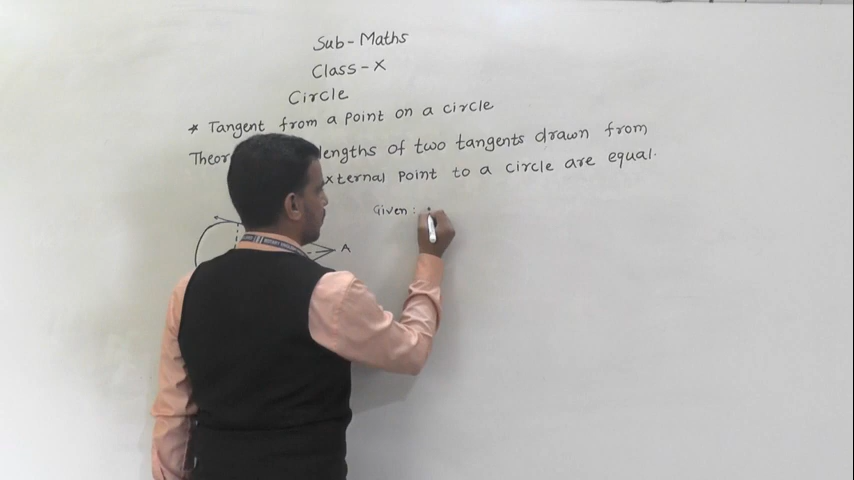 Sub-Maths
Class-X
Circle
* Tangent from a point on a circle
Theor lengths of two tangents drawn from
xternal point to a circle are equal.
Given:
A